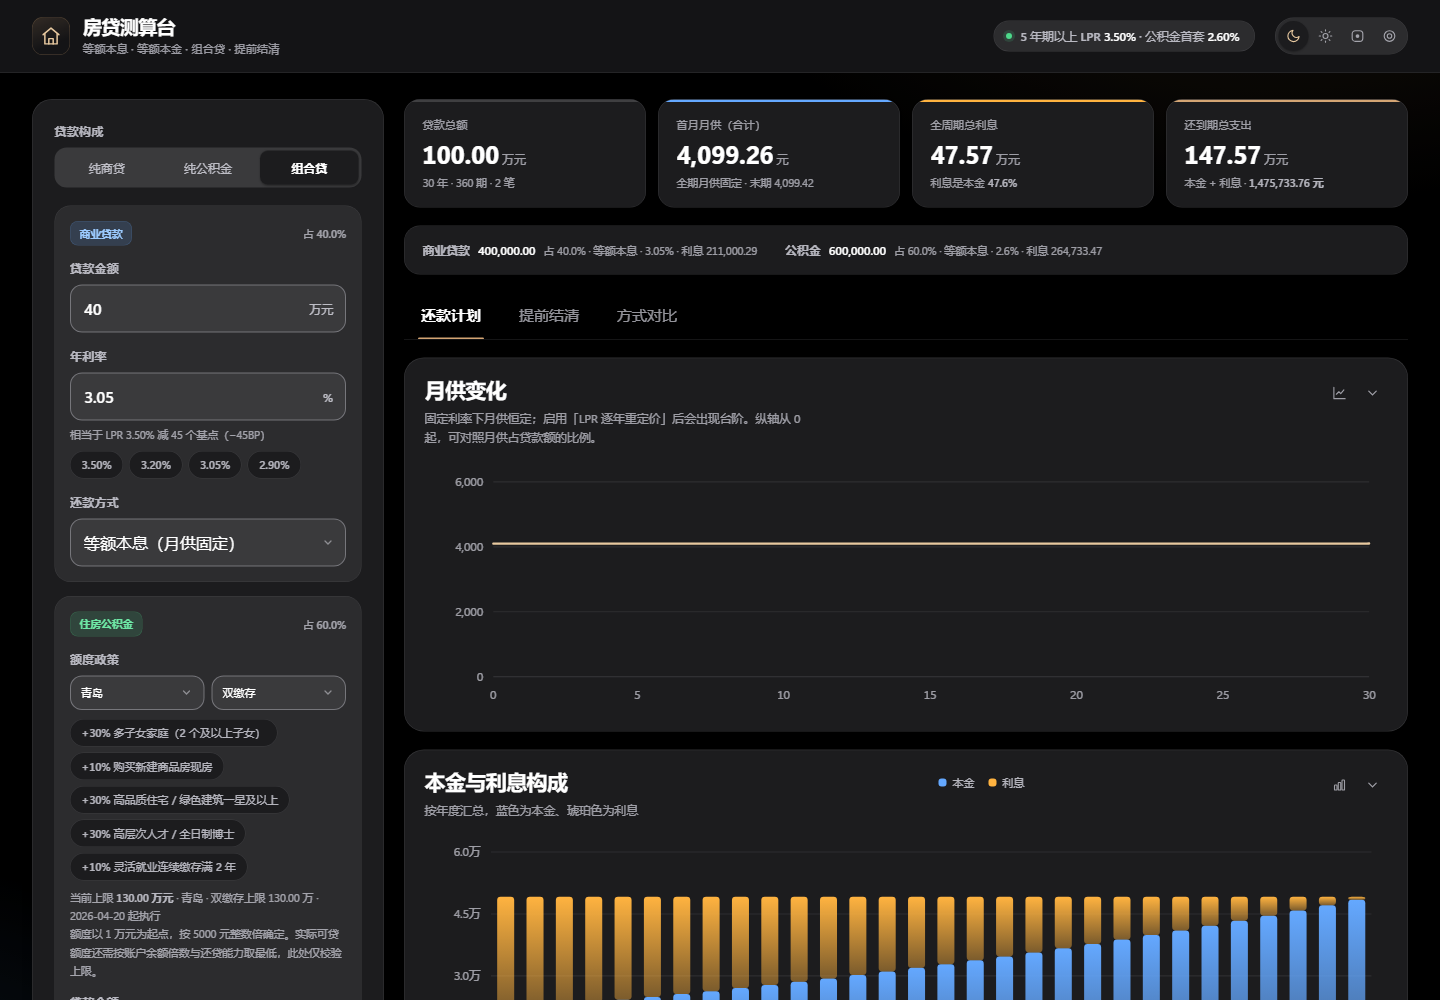 房贷测算台
等额本息 · 等额本金 · 组合贷 · 提前结清
5 年期以上 LPR 3.50% · 公积金首套 2.60%
贷款构成
纯商贷
纯公积金
组合贷
商业贷款
占 40.0%
贷款金额
40
万元
年利率
3.05
%
相当于 LPR 3.50% 减 45 个基点（−45BP）
3.50%
3.20%
3.05%
2.90%
还款方式
等额本息（月供固定）
住房公积金
占 60.0%
额度政策
青岛
双缴存
+30% 多子女家庭（2 个及以上子女）
+10% 购买新建商品房现房
+30% 高品质住宅 / 绿色建筑一星及以上
+30% 高层次人才 / 全日制博士
+10% 灵活就业连续缴存满 2 年
当前上限 130.00 万元 · 青岛 · 双缴存上限 130.00 万 ·
2026-04-20 起执行
额度以 1 万元为起点，按 5000 元整数倍确定。实际可贷
额度还需按账户余额倍数与还贷能力取最低，此处仅校验
上限。
贷款总额
100.00 万元
30 年 · 360 期 · 2 笔
首月月供（合计）
4,099.26 元
全期月供固定 · 末期 4,099.42
全周期总利息
47.57 万元
利息是本金 47.6%
还到期总支出
147.57 万元
本金 + 利息 · 1,475,733.76 元
商业贷款 400,000.00 占 40.0% · 等额本息 · 3.05% · 利息 211,000.29
公积金 600,000.00 占 60.0% · 等额本息 · 2.6% · 利息 264,733.47
还款计划
提前结清
方式对比
月供变化
固定利率下月供恒定；启用「LPR 逐年重定价」后会出现台阶。纵轴从 0
起，可对照月供占贷款额的比例。
6,000
4,000
2,000
0
0 5 10 15 20 25 30
本金与利息构成
按年度汇总，蓝色为本金、琥珀色为利息
本金
利息
6.0万
4.5万
3.0万